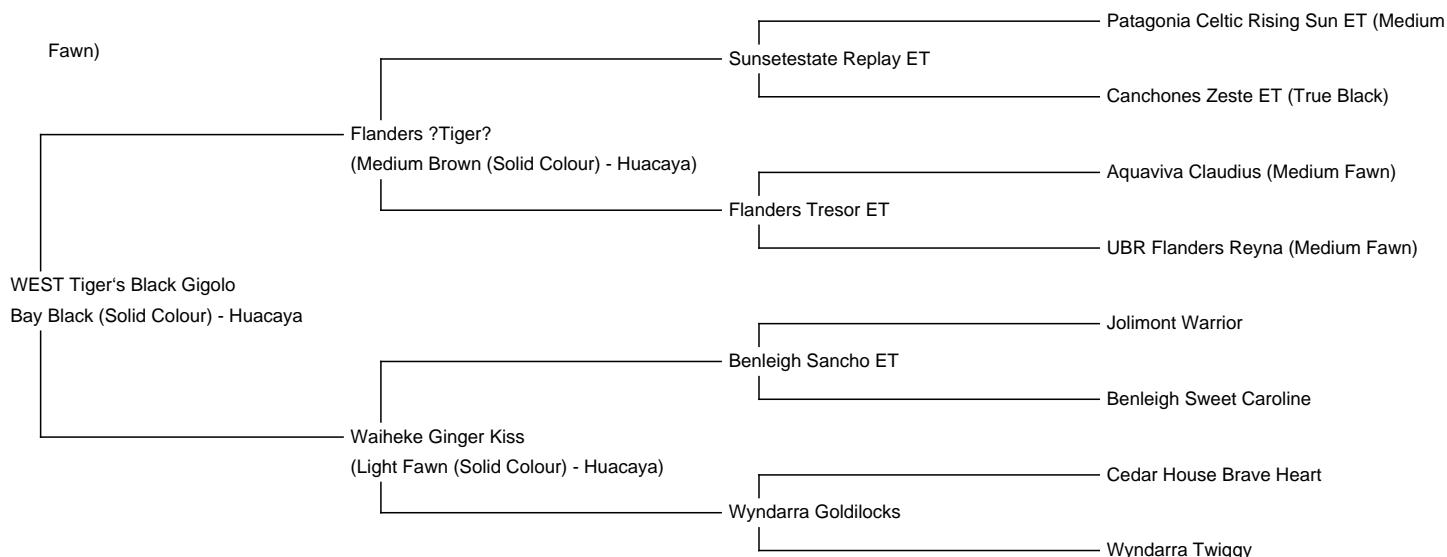 Patagonia Celtic Rising Sun ET (Medium
Fawn)
Sunsetestate Replay ET
Canchones Zeste ET (True Black)
Flanders ?Tiger?
(Medium Brown (Solid Colour) - Huacaya)
Aquaviva Claudius (Medium Fawn)
Flanders Tresor ET
UBR Flanders Reyna (Medium Fawn)
WEST Tiger‘s Black Gigolo
Bay Black (Solid Colour) - Huacaya
Jolimont Warrior
Benleigh Sancho ET
Benleigh Sweet Caroline
Waiheke Ginger Kiss
(Light Fawn (Solid Colour) - Huacaya)
Cedar House Brave Heart
Wyndarra Goldilocks
Wyndarra Twiggy